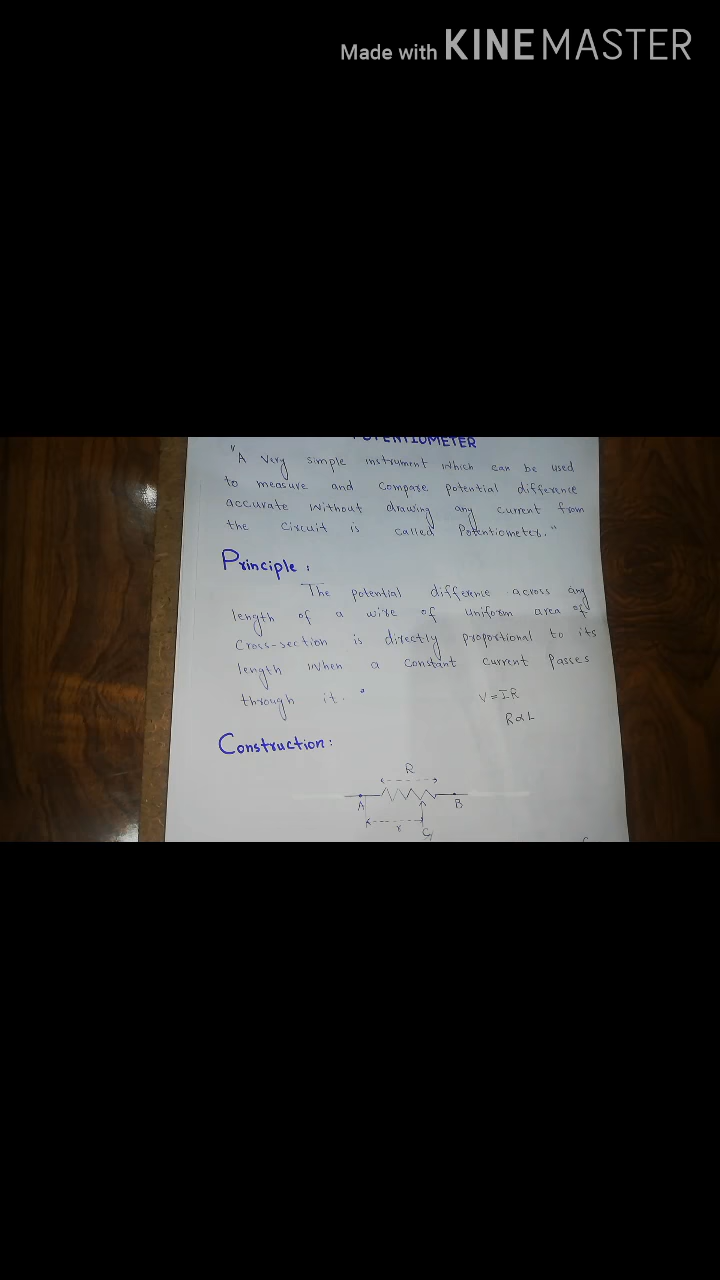 Made with KINEMASTER
POTENTIOMETER
"A very simple instrument which can be used
to measure and compare potential difference
accurate without drawing any current from
the circuit is called Potentiometer."
Principle:
The potential difference across any
length of a wire of uniform area of
cross-section is directly proportional to its
length when a constant current passes
through it.
V=IR
R∝L
Construction:
R
A B
r C